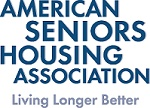 AMERICAN
SENIORS
HOUSING
ASSOCIATION
Living Longer Better